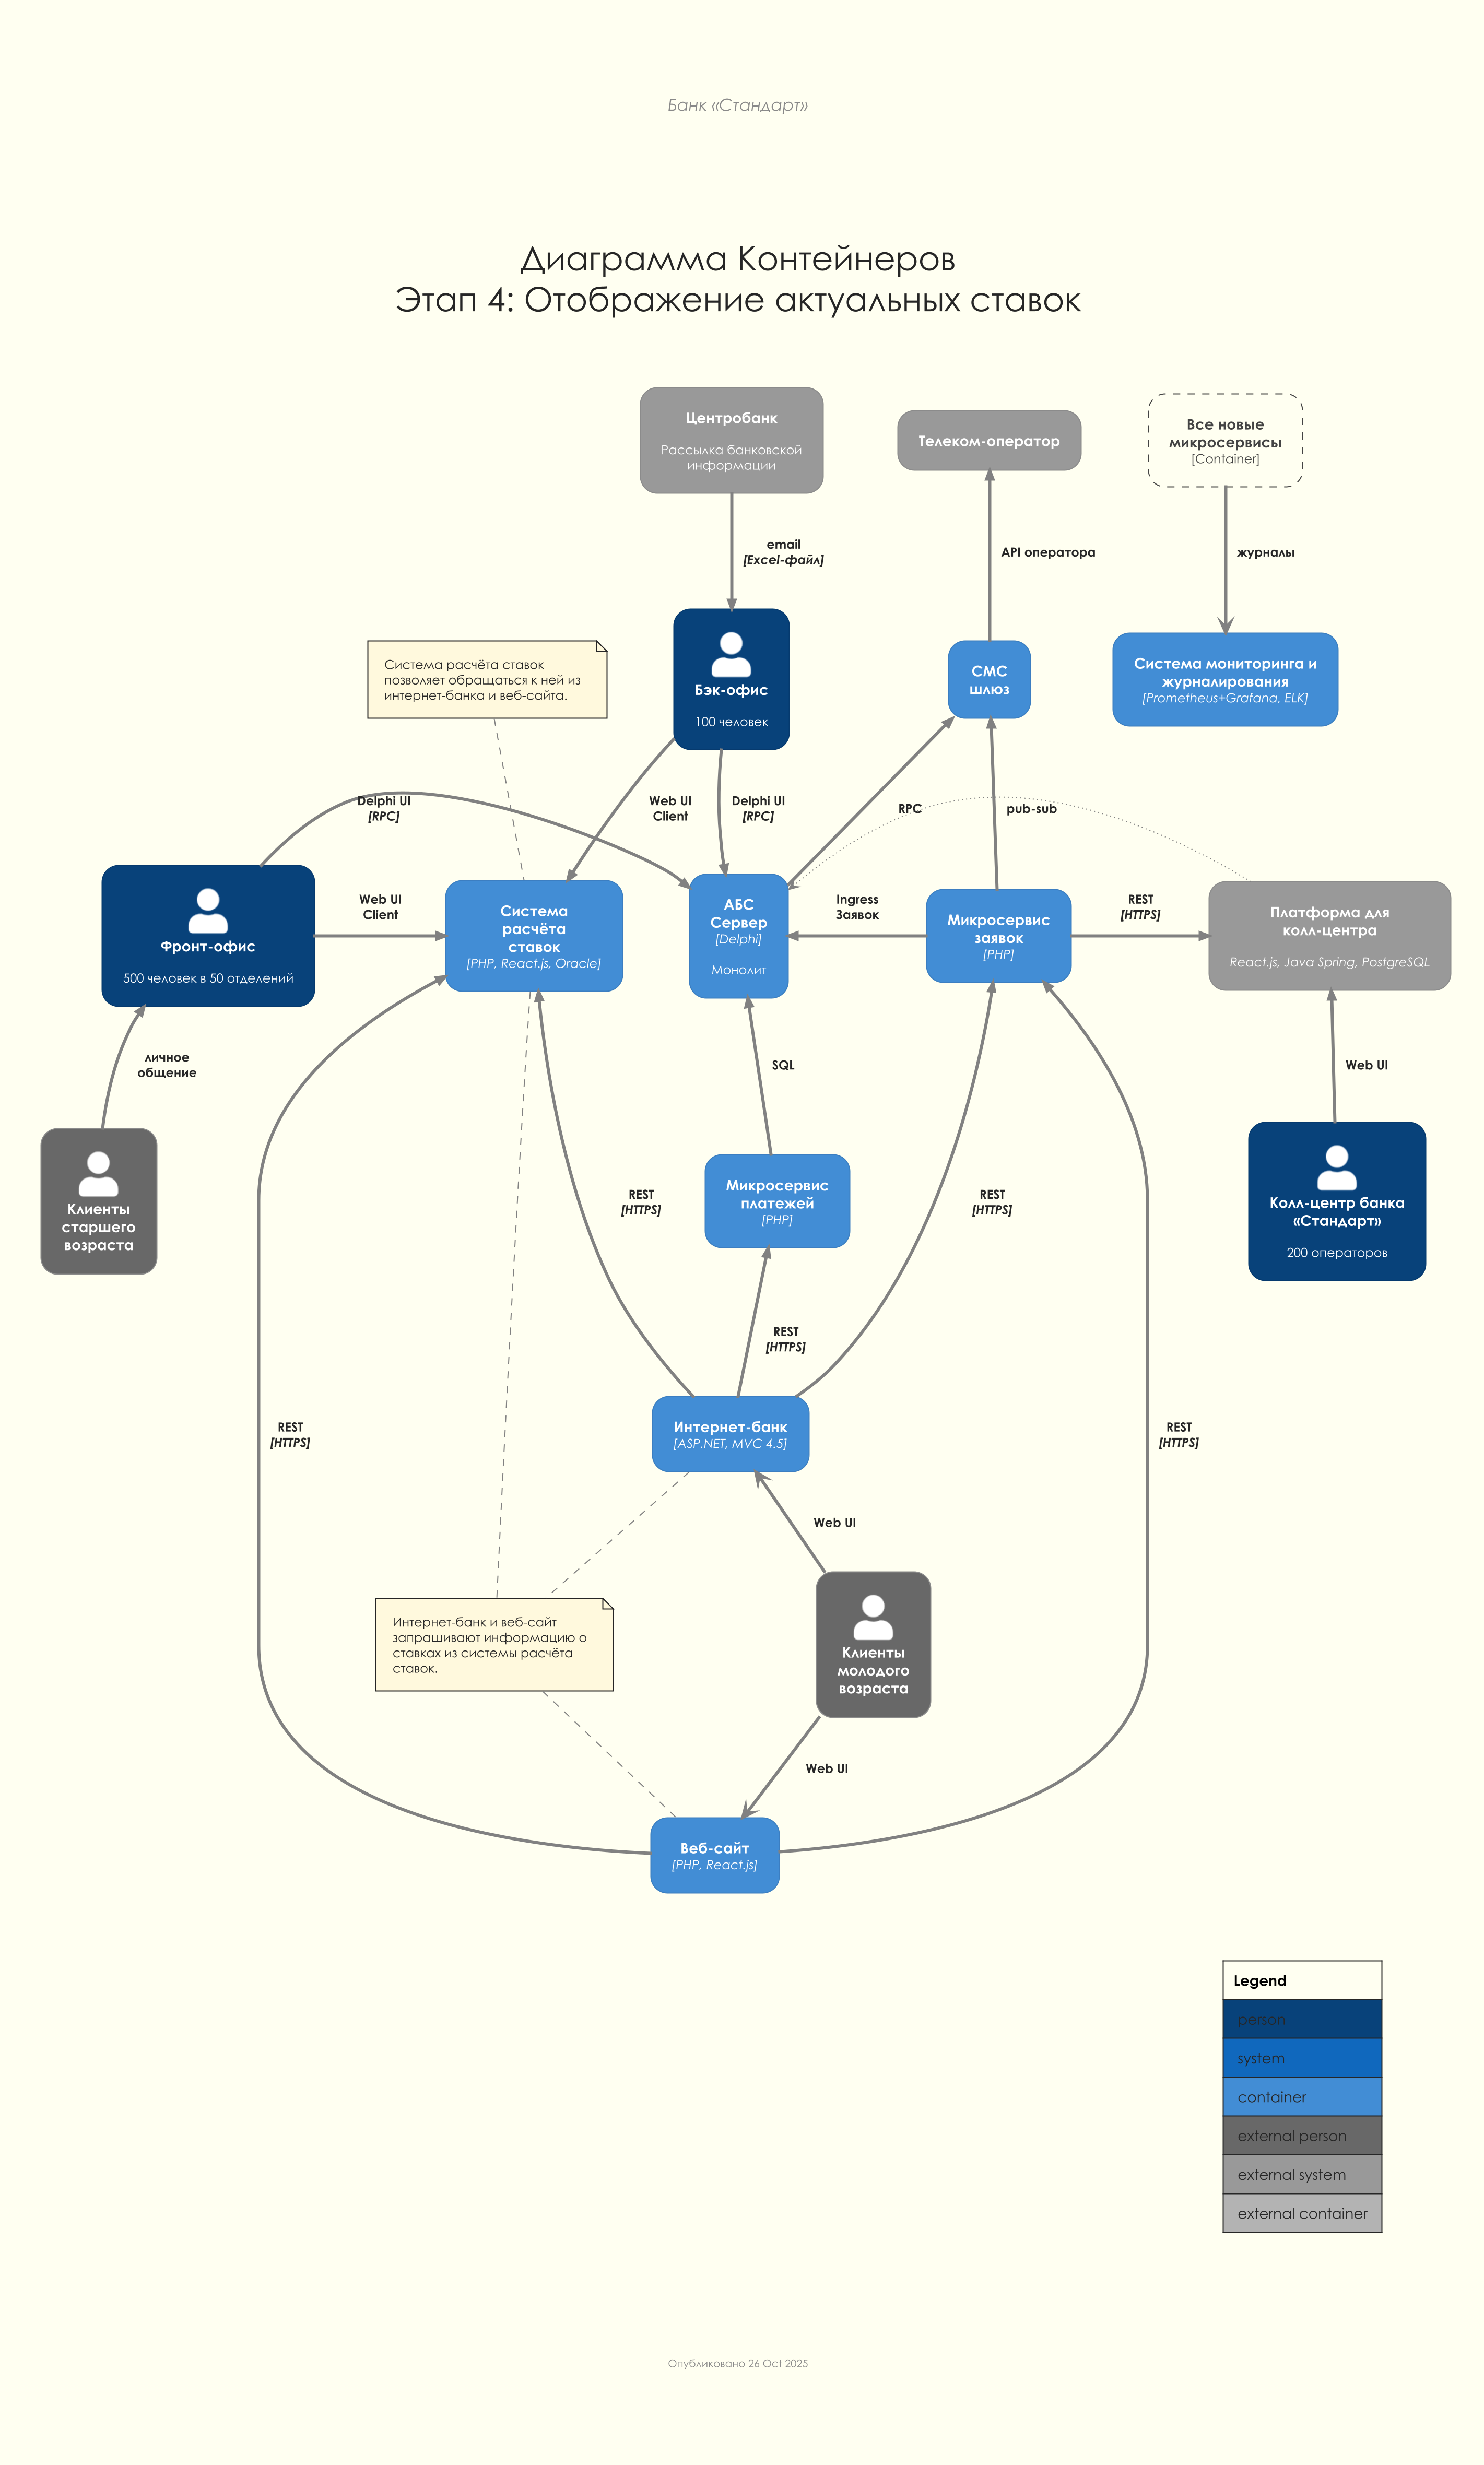 Банк «Стандарт»
Диаграмма Контейнеров
Этап 4: Отображение актуальных ставок
Центробанк
Рассылка банковской
информации
Телеком-оператор
Все новые
микросервисы
[Container]
email
[Excel-файл]
API оператора
журналы
Система расчёта ставок
позволяет обращаться к ней из
интернет-банка и веб-сайта.
Бэк-офис
100 человек
СМС
шлюз
Система мониторинга и
журналирования
[Prometheus+Grafana, ELK]
Delphi UI
[RPC]
Web UI
Client
Delphi UI
[RPC]
RPC
pub-sub
Фронт-офис
500 человек в 50 отделений
Web UI
Client
Система
расчёта
ставок
[PHP, React.js, Oracle]
АБС
Сервер
[Delphi]
Монолит
Ingress
Заявок
Микросервис
заявок
[PHP]
REST
[HTTPS]
Платформа для
колл-центра
React.js, Java Spring, PostgreSQL
личное
общение
SQL
Web UI
Клиенты
старшего
возраста
REST
[HTTPS]
Микросервис
платежей
[PHP]
REST
[HTTPS]
Колл-центр банка
«Стандарт»
200 операторов
REST
[HTTPS]
REST
[HTTPS]
Интернет-банк
[ASP.NET, MVC 4.5]
REST
[HTTPS]
Web UI
Интернет-банк и веб-сайт
запрашивают информацию о
ставках из системы расчёта
ставок.
Клиенты
молодого
возраста
Web UI
Веб-сайт
[PHP, React.js]
Legend
person
system
container
external person
external system
external container
Опубликовано 26 Oct 2025